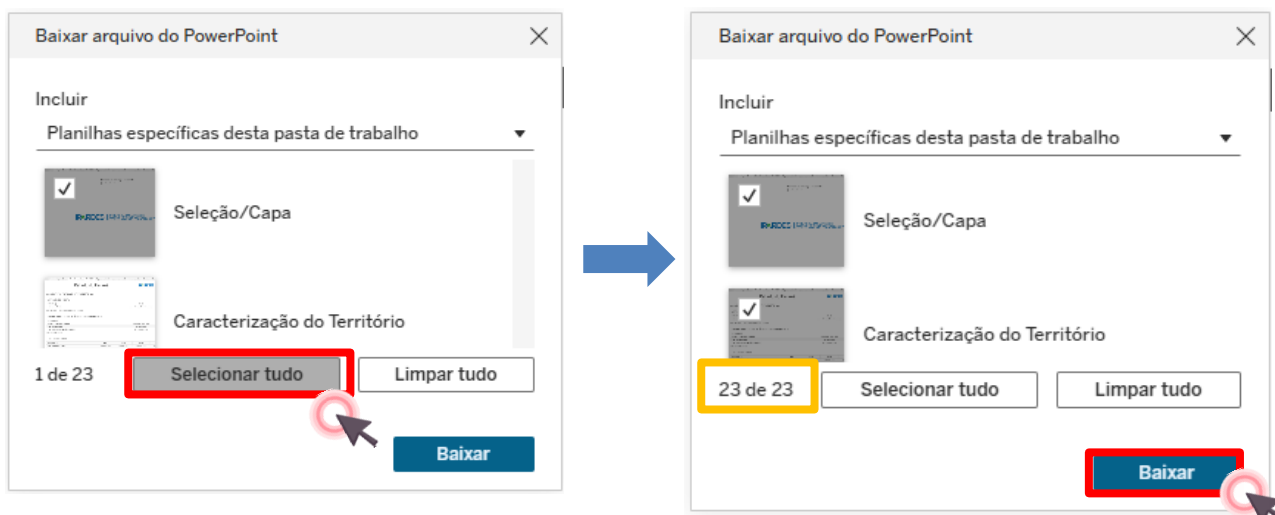 Baixar arquivo do PowerPoint
Incluir
Planilhas específicas desta pasta de trabalho
Seleção/Capa
Caracterização do Território
1 de 23
Selecionar tudo
Limpar tudo
Baixar
Baixar arquivo do PowerPoint
Incluir
Planilhas específicas desta pasta de trabalho
Seleção/Capa
Caracterização do Território
23 de 23
Selecionar tudo
Limpar tudo
Baixar